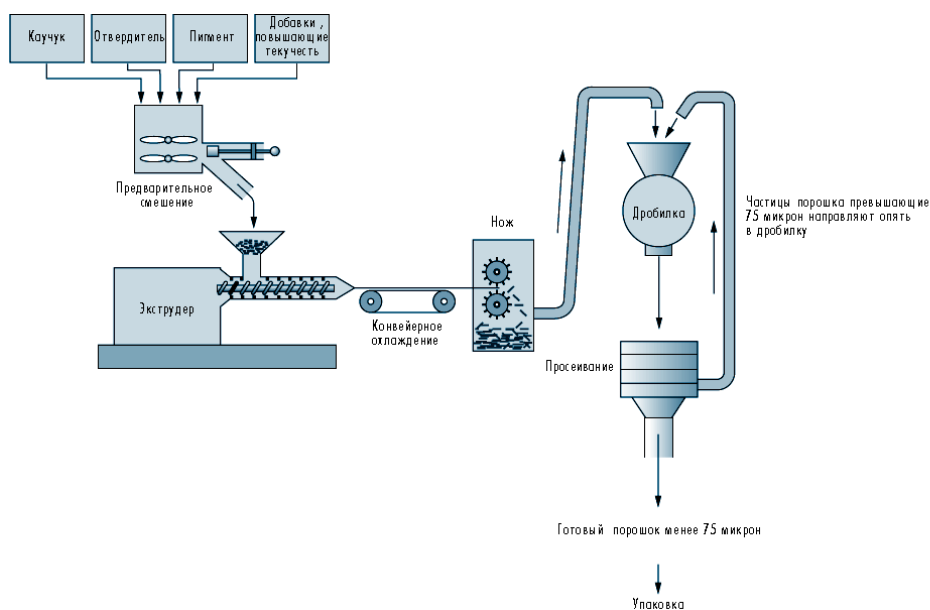 Каучук
Отвердитель
Пигмент
Добавки ,
повышающие
текучесть
Предварительное
смешение
Экструдер
Конвейерное
охлаждение
Нож
Дробилка
Частицы порошка превышающие
75 микрон направляют опять
в дробилку
Просеивание
Готовый порошок менее 75 микрон
Упаковка